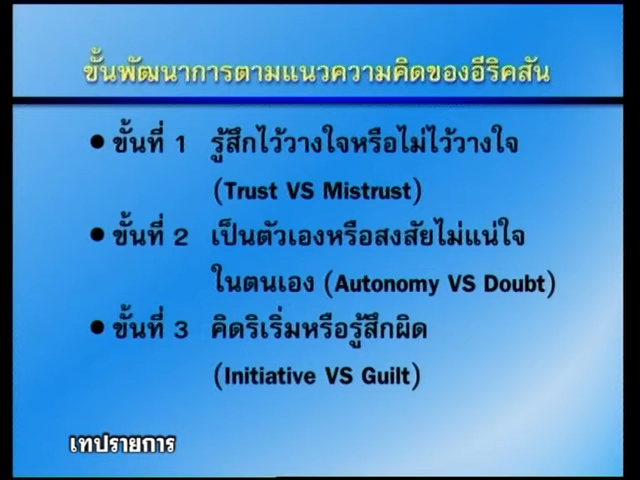 ขั้นพัฒนาการตามแนวความคิดของอีริคสัน
• ขั้นที่ 1 รู้สึกไว้วางใจหรือไม่ไว้วางใจ
(Trust VS Mistrust)
• ขั้นที่ 2 เป็นตัวเองหรือสงสัยไม่แน่ใจ
ในตนเอง (Autonomy VS Doubt)
• ขั้นที่ 3 คิดริเริ่มหรือรู้สึกผิด
(Initiative VS Guilt)
เทปรายการ